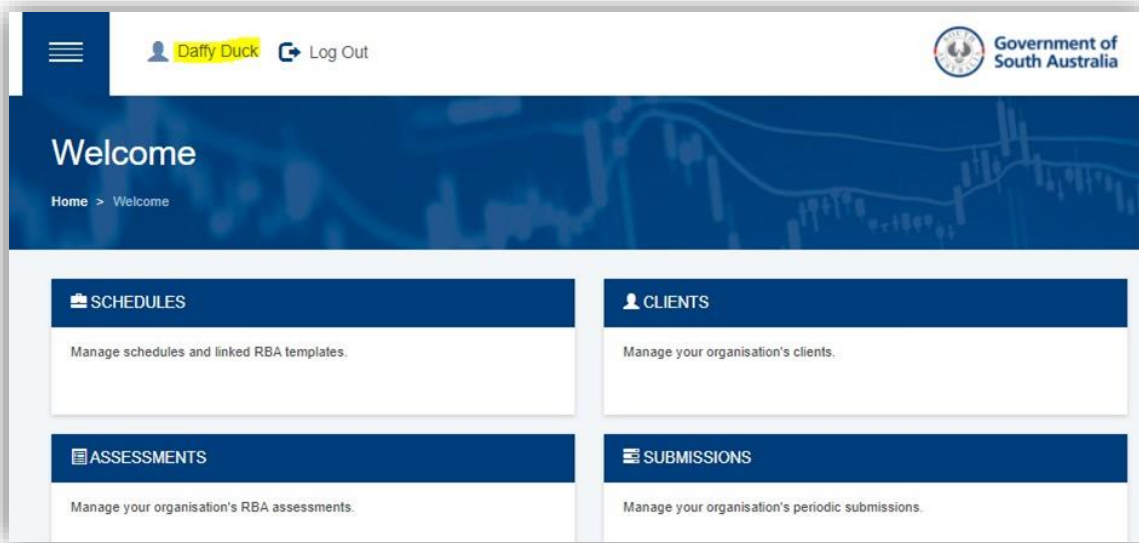 Daffy Duck Log Out
Government of
South Australia
Welcome
Home > Welcome
SCHEDULES
Manage schedules and linked RBA templates.
CLIENTS
Manage your organisation's clients.
ASSESSMENTS
Manage your organisation's RBA assessments.
SUBMISSIONS
Manage your organisation's periodic submissions.